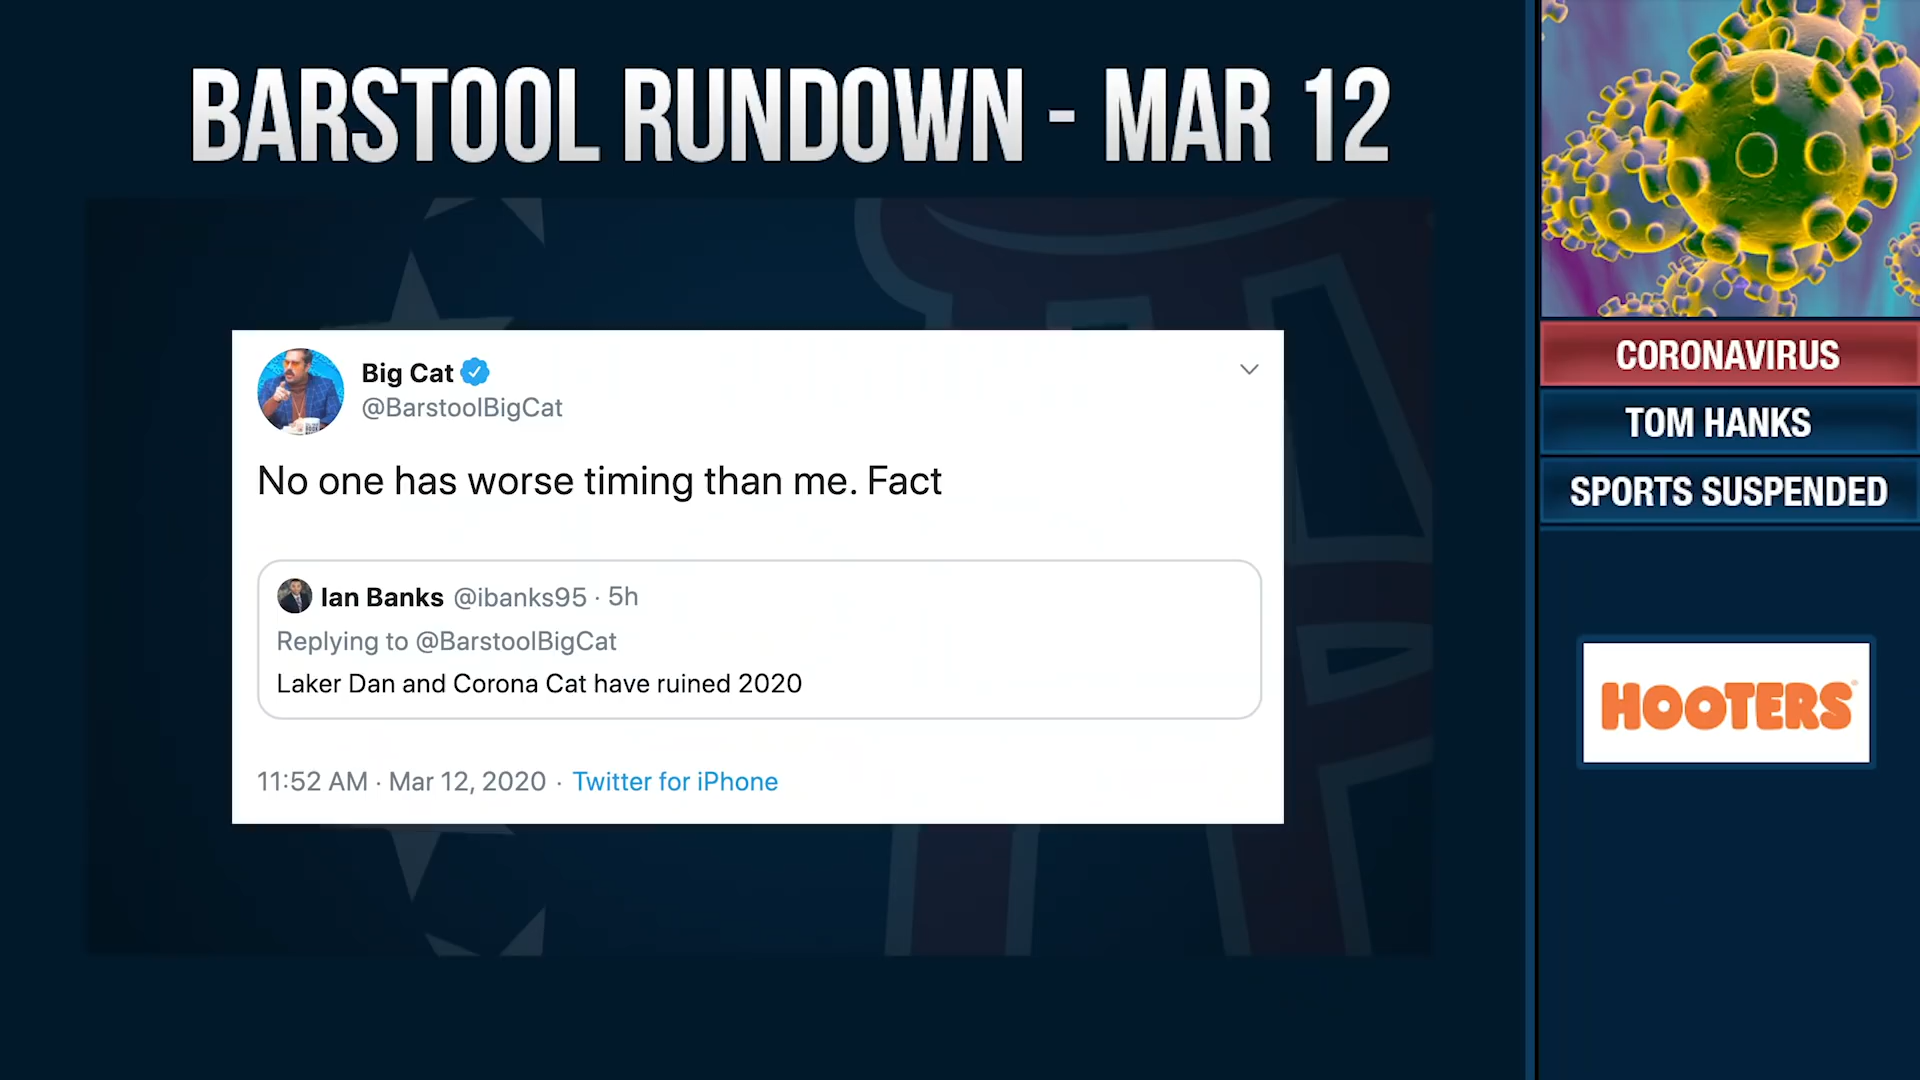 BARSTOOL RUNDOWN - MAR 12
Big Cat
@BarstoolBigCat
No one has worse timing than me. Fact
Ian Banks @ibanks95 · 5h
Replying to @BarstoolBigCat
Laker Dan and Corona Cat have ruined 2020
11:52 AM · Mar 12, 2020 · Twitter for iPhone
CORONAVIRUS
TOM HANKS
SPORTS SUSPENDED
HOOTERS